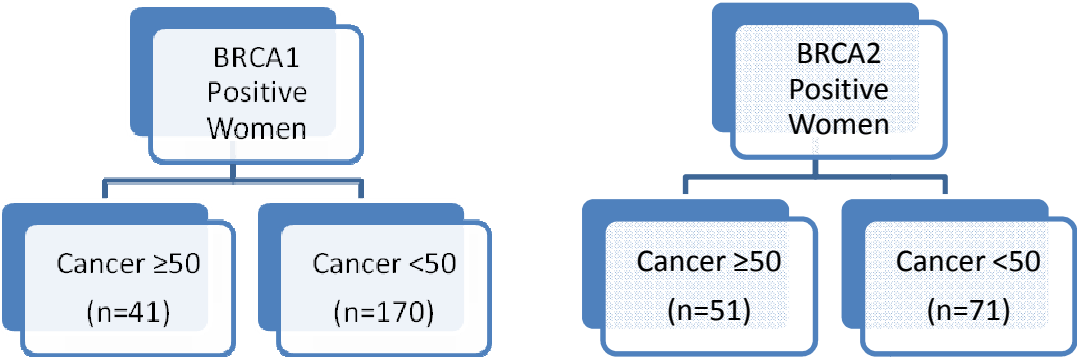 BRCA1
Positive
Women
Cancer ≥50
(n=41)
Cancer <50
(n=170)
BRCA2
Positive
Women
Cancer ≥50
(n=51)
Cancer <50
(n=71)